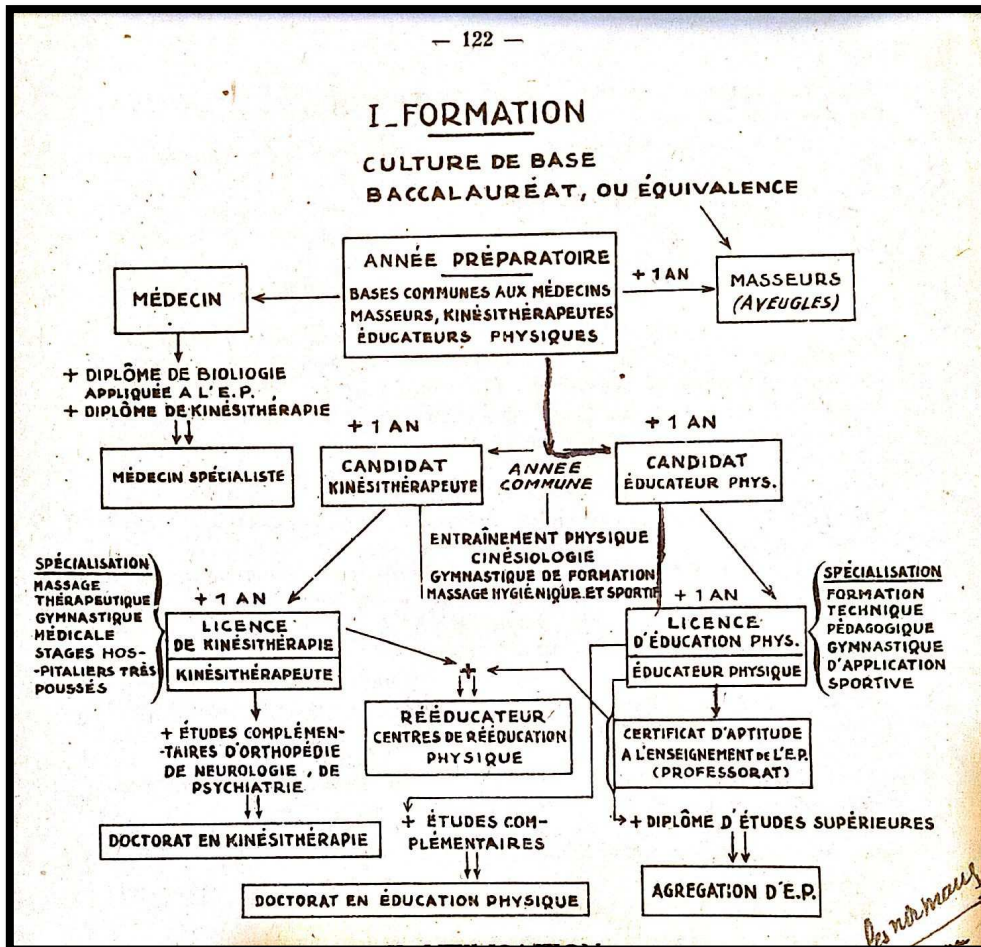 — 122 —
I_FORMATION
CULTURE DE BASE
BACCALAURÉAT, OU ÉQUIVALENCE
ANNÉE PRÉPARATOIRE
BASES COMMUNES AUX MÉDECINS
MASSEURS, KINÉSITHÉRAPEUTES
ÉDUCATEURS PHYSIQUES
+ 1 AN
MASSEURS
(AVEUGLES)
MÉDECIN
+ DIPLÔME DE BIOLOGIE
APPLIQUÉE A L'E.P.,
+ DIPLÔME DE KINÉSITHÉRAPIE
MÉDECIN SPÉCIALISTE
+ 1 AN
CANDIDAT
KINÉSITHÉRAPEUTE
ANNEE
COMMUNE
+ 1 AN
CANDIDAT
ÉDUCATEUR PHYS.
ENTRAÎNEMENT PHYSIQUE
CINÉSIOLOGIE
GYMNASTIQUE DE FORMATION
MASSAGE HYGIÉNIQUE ET SPORTIF
SPÉCIALISATION
MASSAGE
THÉRAPEUTIQUE
GYMNASTIQUE
MÉDICALE
STAGES HOS-
-PITALIERS TRÉS
POUSSÉS
+ 1 AN
LICENCE
DE KINÉSITHÉRAPIE
KINÉSITHÉRAPEUTE
+ 1 AN
LICENCE
D'ÉDUCATION PHYS.
ÉDUCATEUR PHYSIQUE
SPÉCIALISATION
FORMATION
TECHNIQUE
PÉDAGOGIQUE
GYMNASTIQUE
D'APPLICATION
SPORTIVE
+
RÉÉDUCATEUR
CENTRES DE RÉÉDUCATION
PHYSIQUE
CERTIFICAT D'APTITUDE
A L'ENSEIGNEMENT DE L'E.P.
(PROFESSORAT)
+ ÉTUDES COMPLÉMEN-
-TAIRES D'ORTHOPÉDIE
DE NEUROLOGIE, DE
PSYCHIATRIE
DOCTORAT EN KINÉSITHÉRAPIE
+ ÉTUDES COM-
PLÉMENTAIRES
DOCTORAT EN ÉDUCATION PHYSIQUE
+ DIPLÔME D'ÉTUDES SUPÉRIEURES
AGREGATION D'E.P.
les normaux